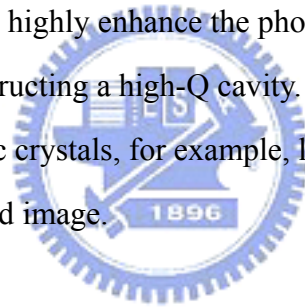 highly enhance the pho
ructing a high-Q cavity.
c crystals, for example, l
d image.
1896